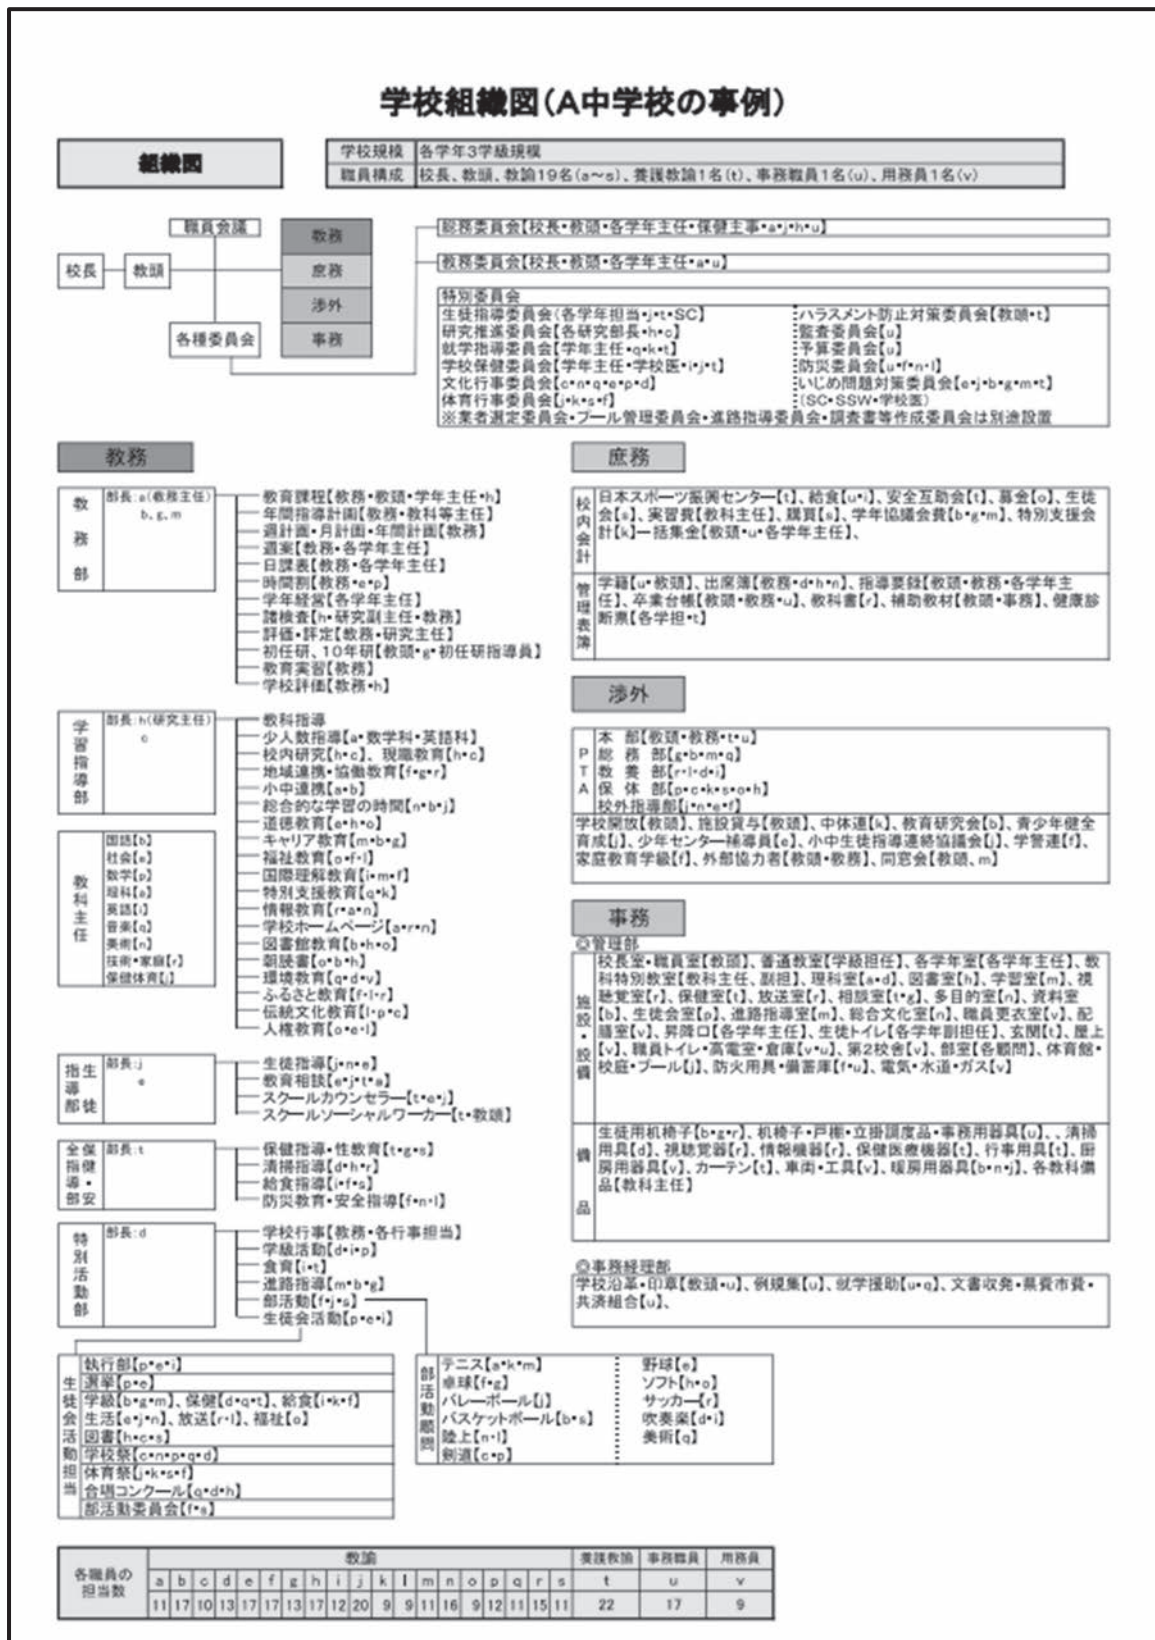 学校組織図(A中学校の事例)
組織図
学校規模 各学年3学級規模
職員構成 校長、教頭、教諭19名(a～s)、養護教諭1名(t)、事務職員1名(u)、用務員1名(v)
職員会議
校長
教頭
各種委員会
教務
庶務
渉外
事務
総務委員会【校長・教頭・各学年主任・保健主事・a・j・h・u】
教務委員会【校長・教頭・各学年主任・a・u】
特別委員会
生徒指導委員会(各学年担当・j・t・SC】
研究推進委員会【各研究部長・h・c】
就学指導委員会【学年主任・q・k・t】
学校保健委員会【学年主任・学校医・i・j・t】
文化行事委員会【c・n・q・e・p・d】
体育行事委員会【j・k・s・f】
ハラスメント防止対策委員会【教頭・t】
監査委員会【u】
予算委員会【u】
防災委員会【u・f・n・l】
いじめ問題対策委員会【e・j・b・g・m・t】
(SC・SSW・学校医)
※業者選定委員会・プール管理委員会・進路指導委員会・調査書等作成委員会は別途設置
教務
教務部
部長:a(教務主任)
b、g、m
教育課程【教務・教頭・学年主任・h】
年間指導計画【教務・教科等主任】
週計画・月計画・年間計画【教務】
週案【教務・各学年主任】
日課表【教務・各学年主任】
時間割【教務・e・p】
学年経営【各学年主任】
諸検査【h・研究副主任・教務】
評価・評定【教務・研究主任】
初任研、10年研【教頭・g・初任研指導員】
教育実習【教務】
学校評価【教務・h】
学習指導部
部長:h(研究主任)
c
教科指導
少人数指導【a・数学科・英語科】
校内研究【h・c】、現職教育【h・c】
地域連携・協働教育【f・g・r】
小中連携【a・b】
総合的な学習の時間【n・b・j】
道徳教育【e・h・o】
キャリア教育【m・b・g】
福祉教育【o・f・l】
国際理解教育【i・m・f】
特別支援教育【q・k】
情報教育【r・a・n】
学校ホームページ【a・r・n】
図書館教育【b・h・o】
朝読書【o・b・h】
環境教育【q・d・v】
ふるさと教育【f・l・r】
伝統文化教育【l・p・c】
人権教育【o・e・l】
教科主任
国語【b】
社会【e】
数学【p】
理科【a】
英語【i】
音楽【q】
美術【n】
技術・家庭【r】
保健体育【j】
生徒指導部
部長:j
e
生徒指導【j・n・e】
教育相談【e・j・t・a】
スクールカウンセラー【t・e・j】
スクールソーシャルワーカー【t・教頭】
保健・安全指導部
部長:t
保健指導・性教育【t・g・s】
清掃指導【d・h・r】
給食指導【i・f・s】
防災教育・安全指導【f・n・l】
特別活動部
部長:d
学校行事【教務・各行事担当】
学級活動【d・i・p】
食育【i・t】
進路指導【m・b・g】
部活動【f・j・s】
生徒会活動【p・e・i】
生徒会活動担当
執行部【p・e・i】
選挙【p・e】
学級【b・g・m】、保健【d・q・t】、給食【i・k・f】
生活【e・j・n】、放送【r・l】、福祉【o】
図書【h・c・s】
学校祭【c・n・p・q・d】
体育祭【j・k・s・f】
合唱コンクール【q・d・h】
部活動委員会【f・s】
部活動顧問
テニス【a・k・m】
卓球【f・g】
バレーボール【j】
バスケットボール【b・s】
陸上【n・l】
剣道【c・p】
野球【e】
ソフト【h・o】
サッカー【r】
吹奏楽【d・i】
美術【q】
庶務
校内会計
日本スポーツ振興センター【t】、給食【u・i】、安全互助会【t】、募金【o】、生徒
会【s】、実習費【教科主任】、購買【s】、学年協議会費【b・g・m】、特別支援会
計【k】一括集金【教頭・u・各学年主任】、
管理表簿
学籍【u・教頭】、出席簿【教務・d・h・n】、指導要録【教頭・教務・各学年主
任】、卒業台帳【教頭・教務・u】、教科書【r】、補助教材【教頭・事務】、健康診
断票【各学担・t】
渉外
PTA
本 部【教頭・教務・t・u】
総 務 部【g・b・m・q】
教 養 部【r・l・d・i】
保 体 部【p・c・k・s・o・h】
校外指導部【j・n・e・f】
学校開放【教頭】、施設貸与【教頭】、中体連【k】、教育研究会【b】、青少年健全
育成【j】、少年センター補導員【e】、小中生徒指導連絡協議会【j】、学警連【f】、
家庭教育学級【f】、外部協力者【教頭・教務】、同窓会【教頭、m】
事務
◎管理部
施設・設備
校長室・職員室【教頭】、普通教室【学級担任】、各学年室【各学年主任】、教
科特別教室【教科主任、副担】、理科室【a・d】、図書室【h】、学習室【m】、視
聴覚室【r】、保健室【t】、放送室【r】、相談室【t・g】、多目的室【n】、資料室
【b】、生徒会室【p】、進路指導室【m】、総合文化室【n】、職員更衣室【v】、配
膳室【v】、昇降口【各学年主任】、生徒トイレ【各学年副担任】、玄関【t】、屋上
【v】、職員トイレ・高電室・倉庫【v・u】、第2校舎【v】、部室【各顧問】、体育館・
校庭・プール【j】、防火用具・備蓄庫【f・u】、電気・水道・ガス【v】
備品
生徒用机椅子【b・g・r】、机椅子・戸棚・立掛調度品・事務用器具【u】、、清掃
用具【d】、視聴覚器【r】、情報機器【r】、保健医療機器【t】、行事用具【t】、厨
房用器具【v】、カーテン【t】、車両・工具【v】、暖房用器具【b・n・j】、各教科備
品【教科主任】
◎事務経理部
学校沿革・印章【教頭・u】、例規集【u】、就学援助【u・q】、文書収発・県費市費・
共済組合【u】、
各職員の担当数
教諭 養護教諭 事務職員 用務員
a b c d e f g h i j k l m n o p q r s t u v
11 17 10 13 17 17 13 17 12 20 9 9 11 16 9 12 11 15 11 22 17 9